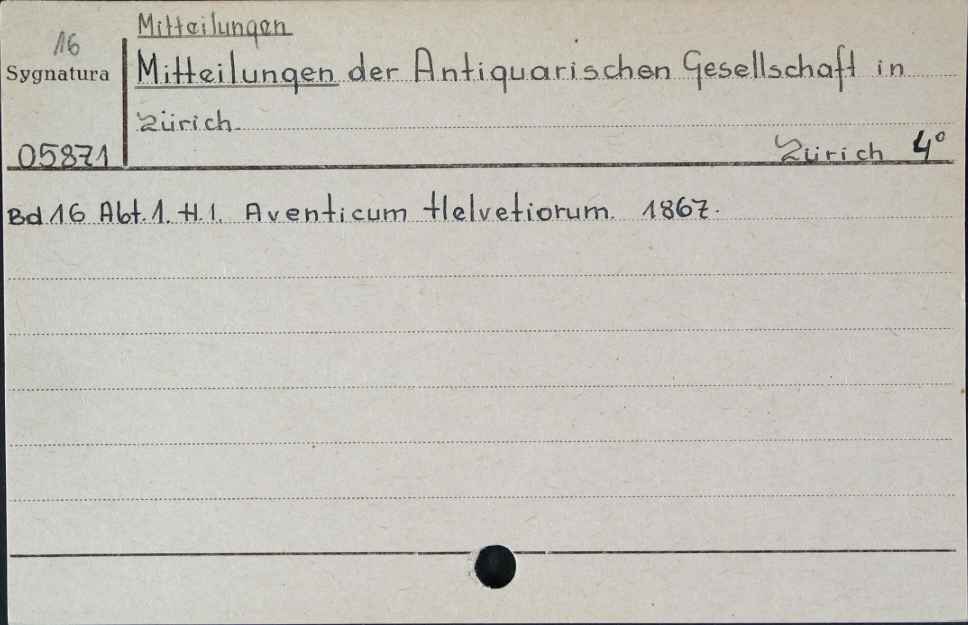 Mitteilungen
16
Sygnatura
Mitteilungen der Antiquarischen Gesellschaft in
Zürich.
05871
Zürich 4°
Bd 16 Abt. 1. H. 1. Aventicum Helvetiorum. 1867.